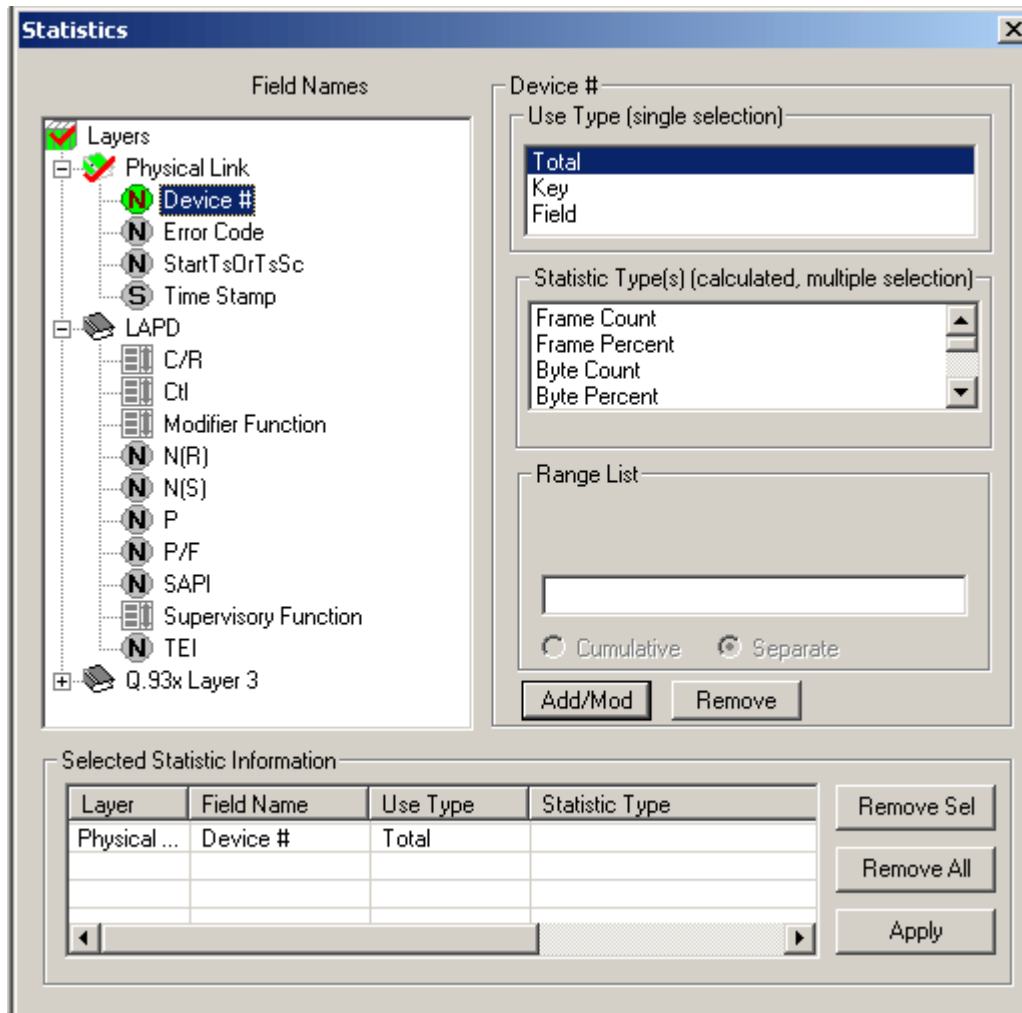 Statistics
Field Names
Layers
Physical Link
N Device #
N Error Code
N StartTsOrTsSc
S Time Stamp
LAPD
C/R
Ctl
Modifier Function
N N(R)
N N(S)
N P
N P/F
N SAPI
Supervisory Function
N TEI
Q.93x Layer 3
Device #
Use Type (single selection)
Total
Key
Field
Statistic Type(s) (calculated, multiple selection)
Frame Count
Frame Percent
Byte Count
Byte Percent
Range List
Cumulative Separate
Add/Mod Remove
Selected Statistic Information
Layer Field Name Use Type Statistic Type
Physical ... Device # Total
Remove Sel
Remove All
Apply